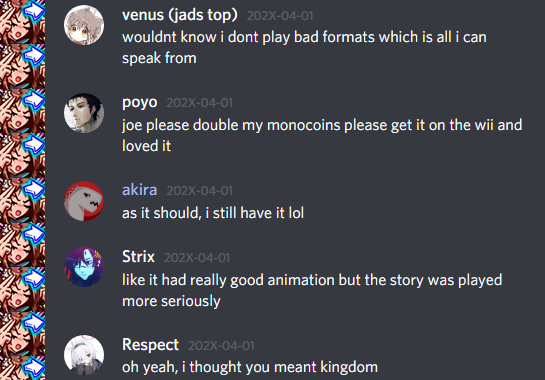 venus (jads top) 202X-04-01
wouldnt know i dont play bad formats which is all i can
speak from
poyo 202X-04-01
joe please double my monocoins please get it on the wii and
loved it
akira 202X-04-01
as it should, i still have it lol
Strix 202X-04-01
like it had really good animation but the story was played
more seriously
Respect 202X-04-01
oh yeah, i thought you meant kingdom